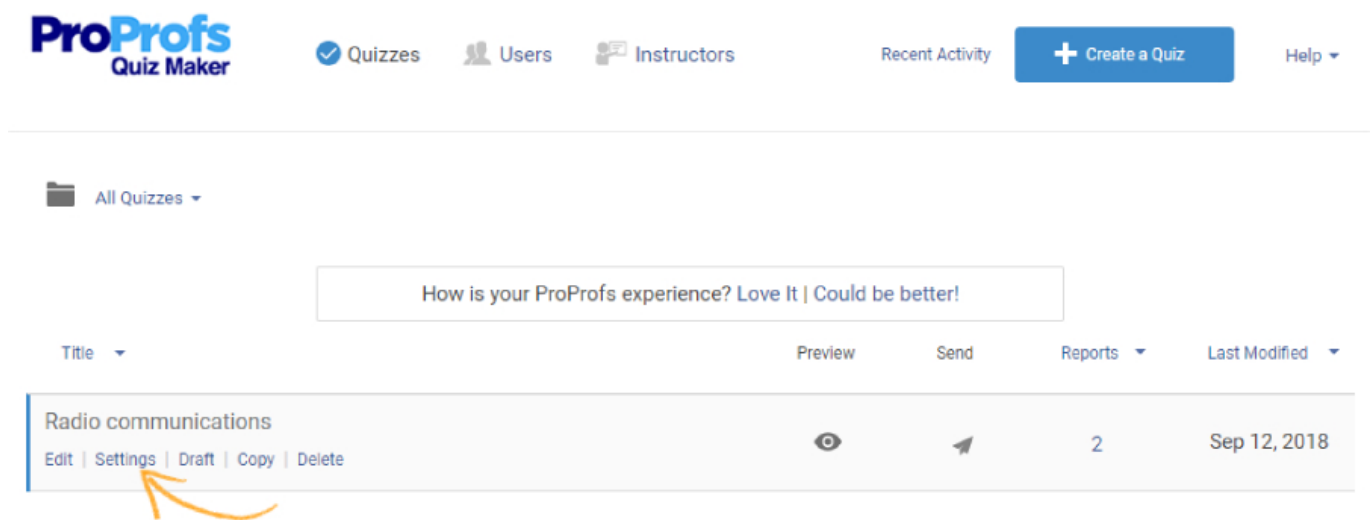 ProProfs
Quiz Maker
Quizzes Users Instructors Recent Activity Create a Quiz Help
All Quizzes
How is your ProProfs experience? Love It | Could be better!
Title Preview Send Reports Last Modified
Radio communications
Edit | Settings | Draft | Copy | Delete
2 Sep 12, 2018